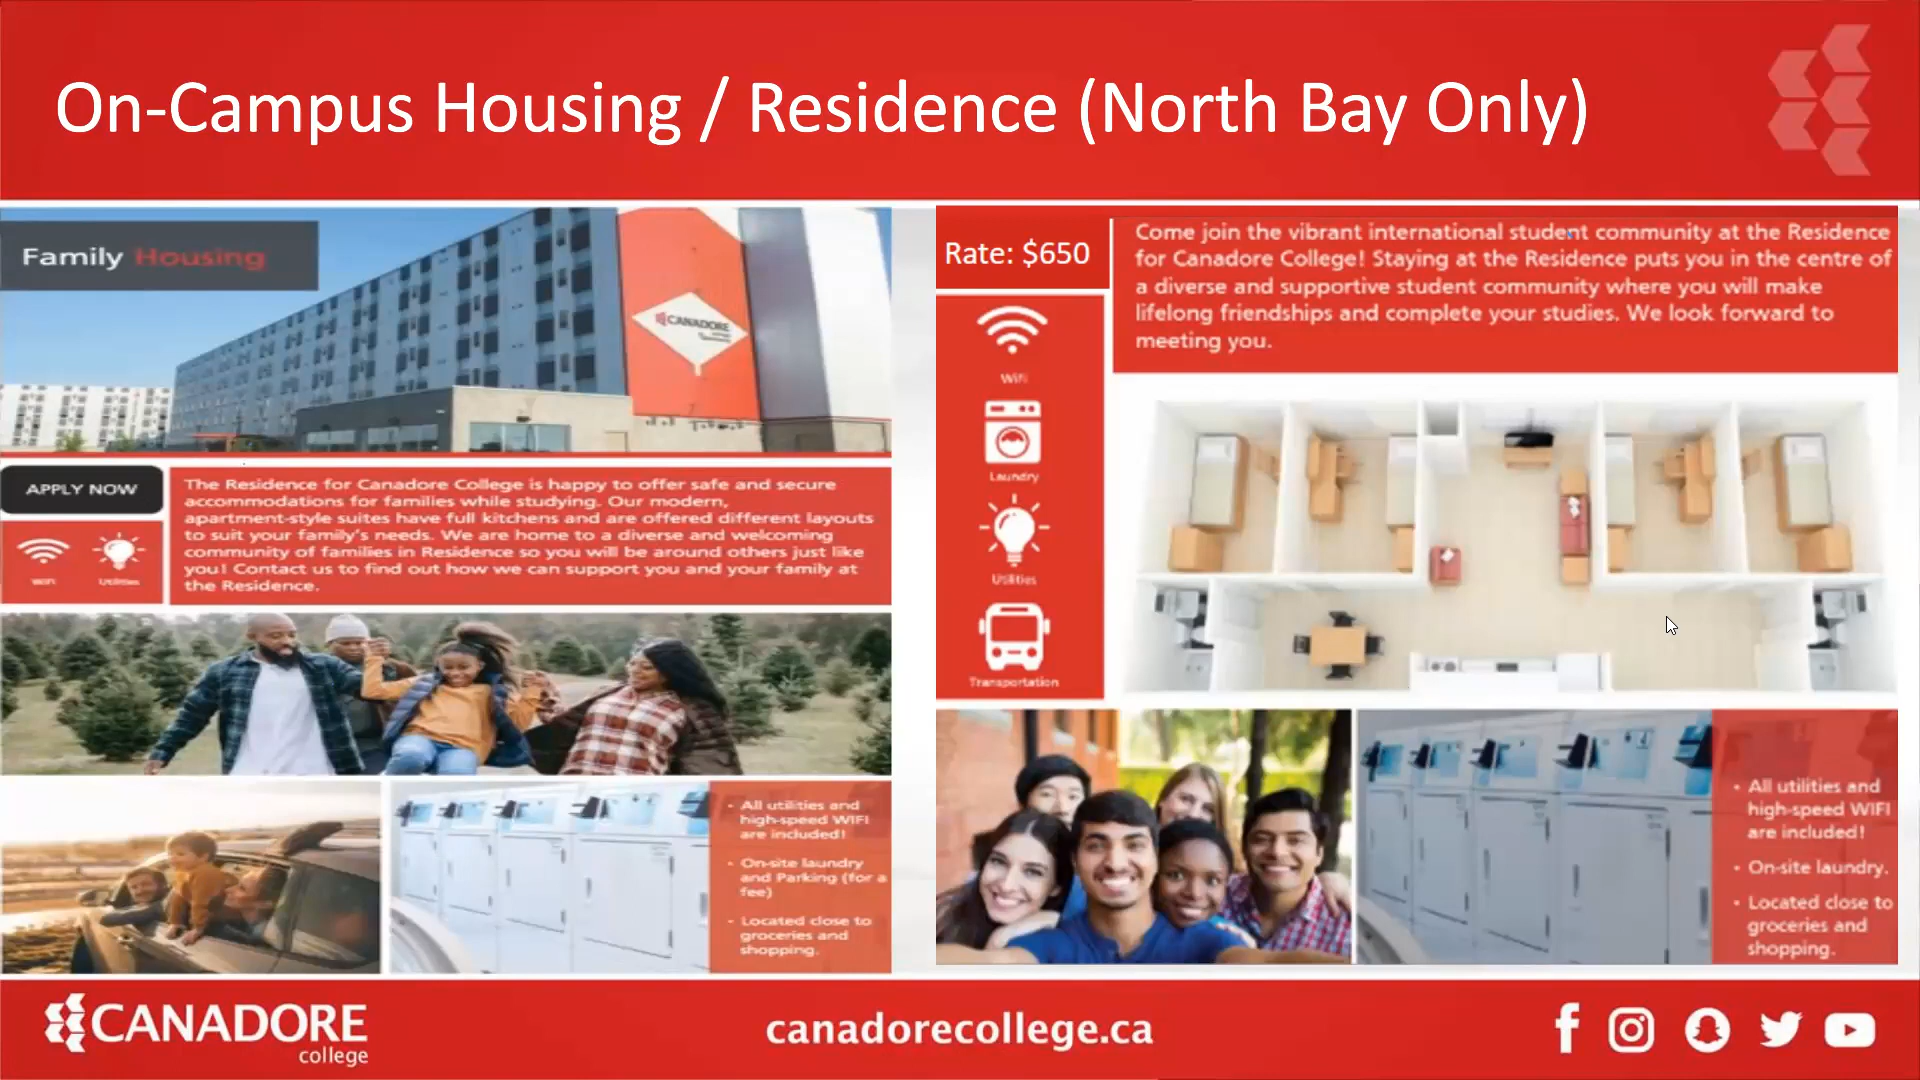 On-Campus Housing / Residence (North Bay Only)
Family Housing
CANADORE
APPLY NOW
WiFi
Utilities
The Residence for Canadore College is happy to offer safe and secure
accommodations for families while studying. Our modern,
apartment-style suites have full kitchens and are offered different layouts
to suit your family's needs. We are home to a diverse and welcoming
community of families in Residence so you will be around others just like
you! Contact us to find out how we can support you and your family at
the Residence.
- All utilities and
high-speed WIFI
are included!
- On-site laundry
and Parking (for a
fee)
- Located close to
groceries and
shopping.
Rate: $650
Come join the vibrant international student community at the Residence
for Canadore College! Staying at the Residence puts you in the centre of
a diverse and supportive student community where you will make
lifelong friendships and complete your studies. We look forward to
meeting you.
Wifi
Laundry
Utilities
Transportation
• All utilities and
high-speed WIFI
are included!
• On-site laundry.
• Located close to
groceries and
shopping.
CANADORE
college
canadorecollege.ca